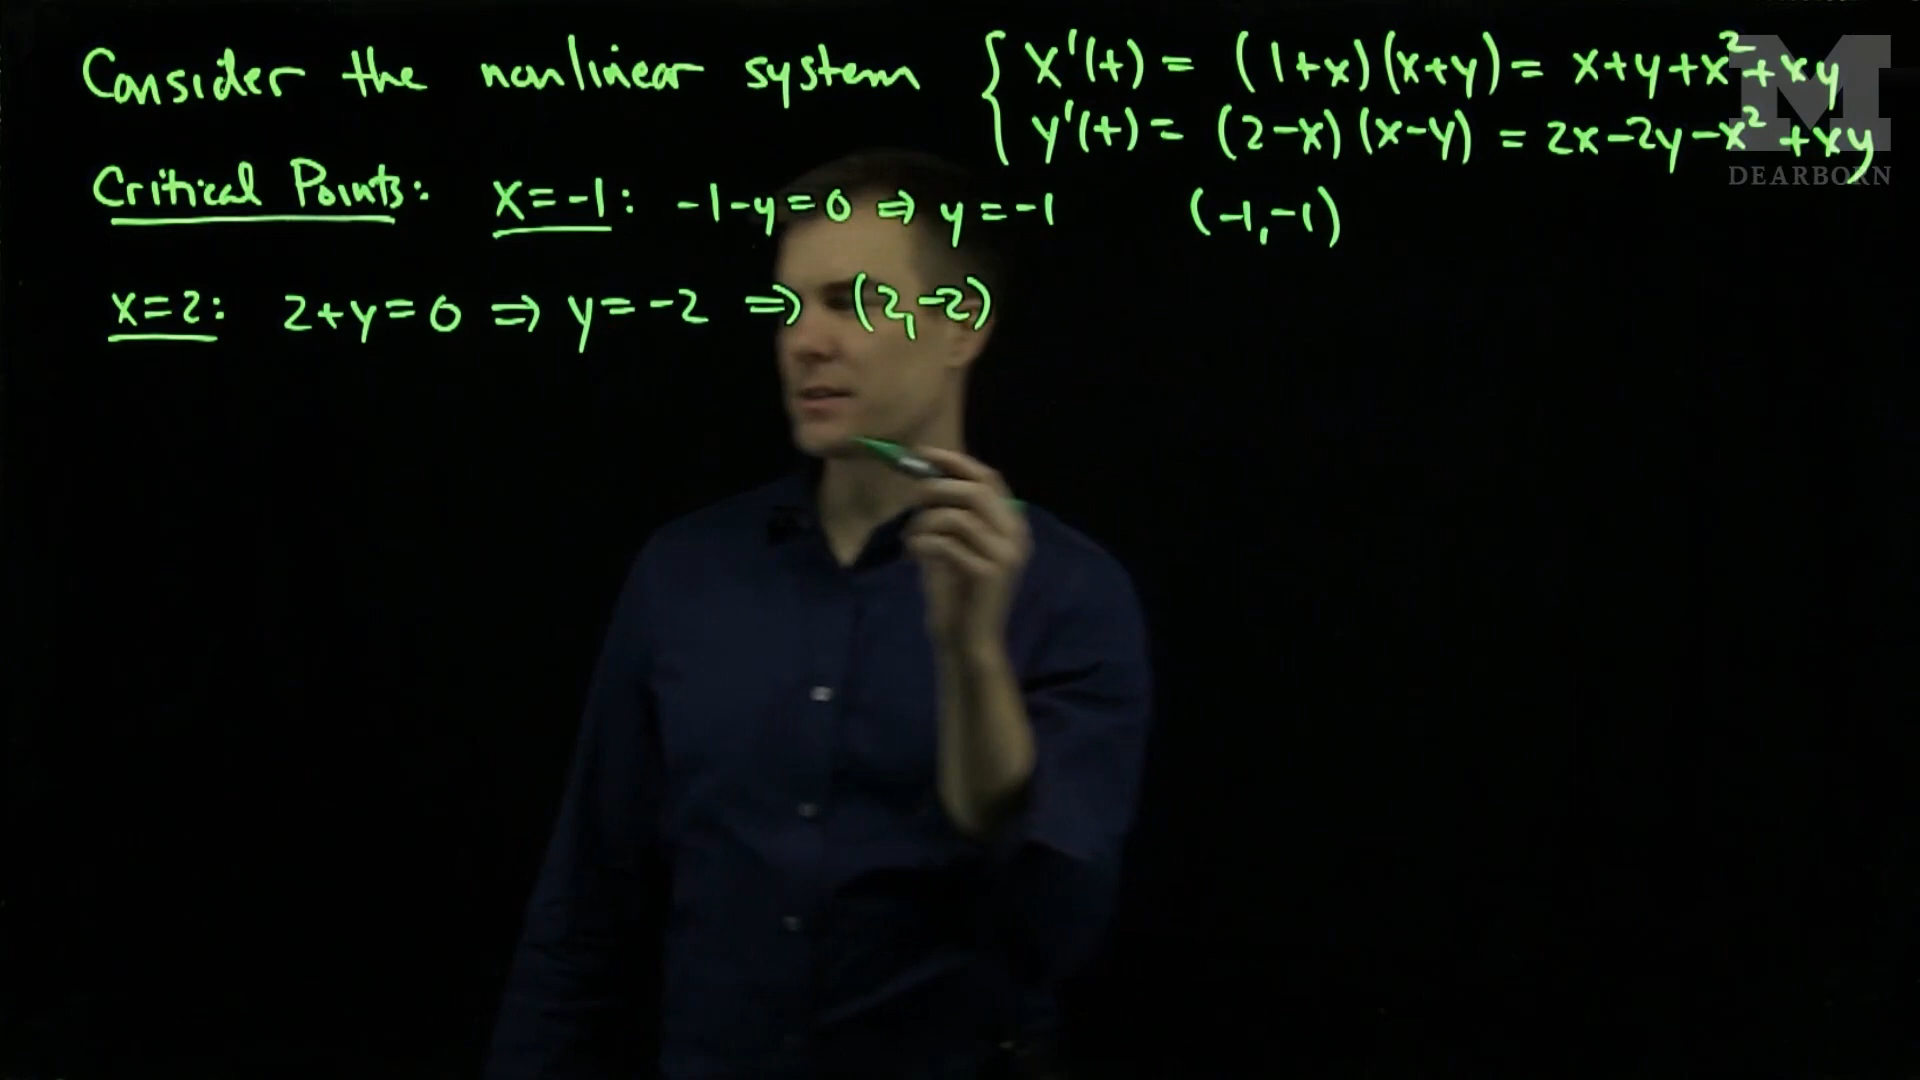 Consider the nonlinear system { x'(t) = (1+x)(x+y) = x+y+x²+xy
y'(t) = (2-x)(x-y) = 2x-2y-x²+xy
Critical Points: x=-1: -1-y=0 ⇒ y=-1 (-1,-1)
x=2: 2+y=0 ⇒ y=-2 ⇒ (2,-2)
M
DEARBORN